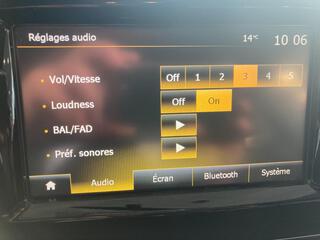 Réglages audio 14°C 10 06
• Vol/Vitesse Off 1 2 3 4 5
• Loudness Off On
• BAL/FAD
• Préf. sonores
Audio Écran Bluetooth Système